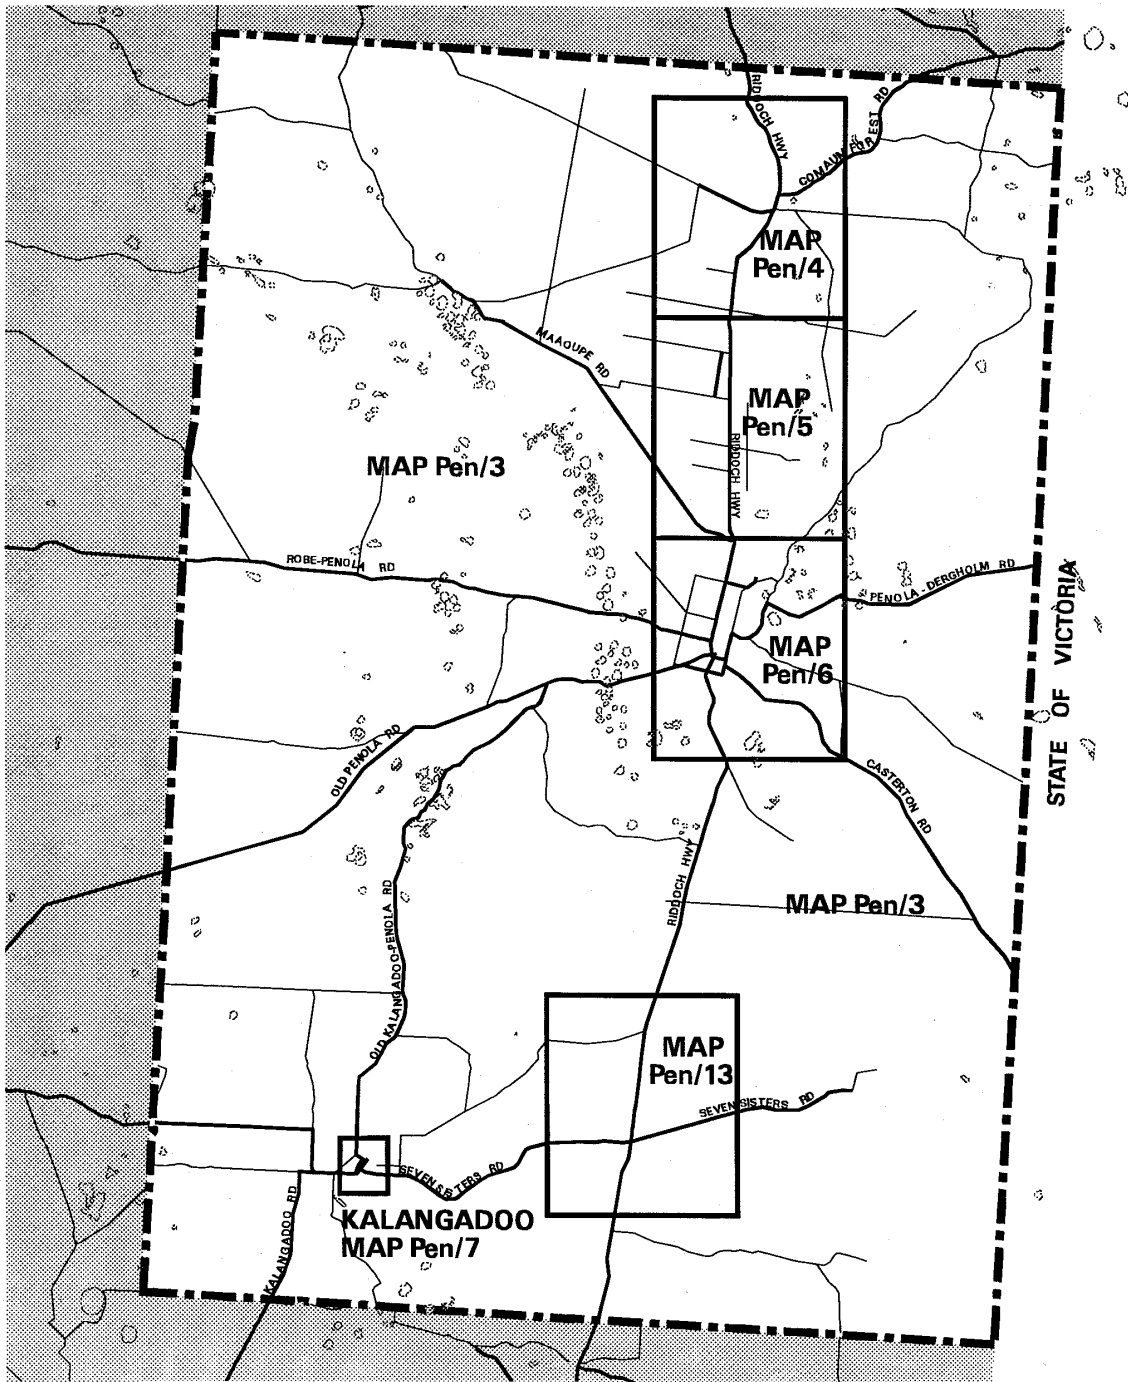 RIDDOCH HWY
COMAUM FOREST RD
MAP
Pen/4
MAAOUPE RD
MAP
Pen/5
RIDDOCH HWY
MAP Pen/3
ROBE-PENOLA RD
PENOLA-DERGHOLM RD
STATE OF VICTORIA
MAP
Pen/6
OLD PENOLA RD
CASTERTON RD
RIDDOCH HWY
MAP Pen/3
OLD KALANGADOO-PENOLA RD
MAP
Pen/13
SEVEN SISTERS RD
SEVEN SISTERS RD
KALANGADOO RD
KALANGADOO
MAP Pen/7